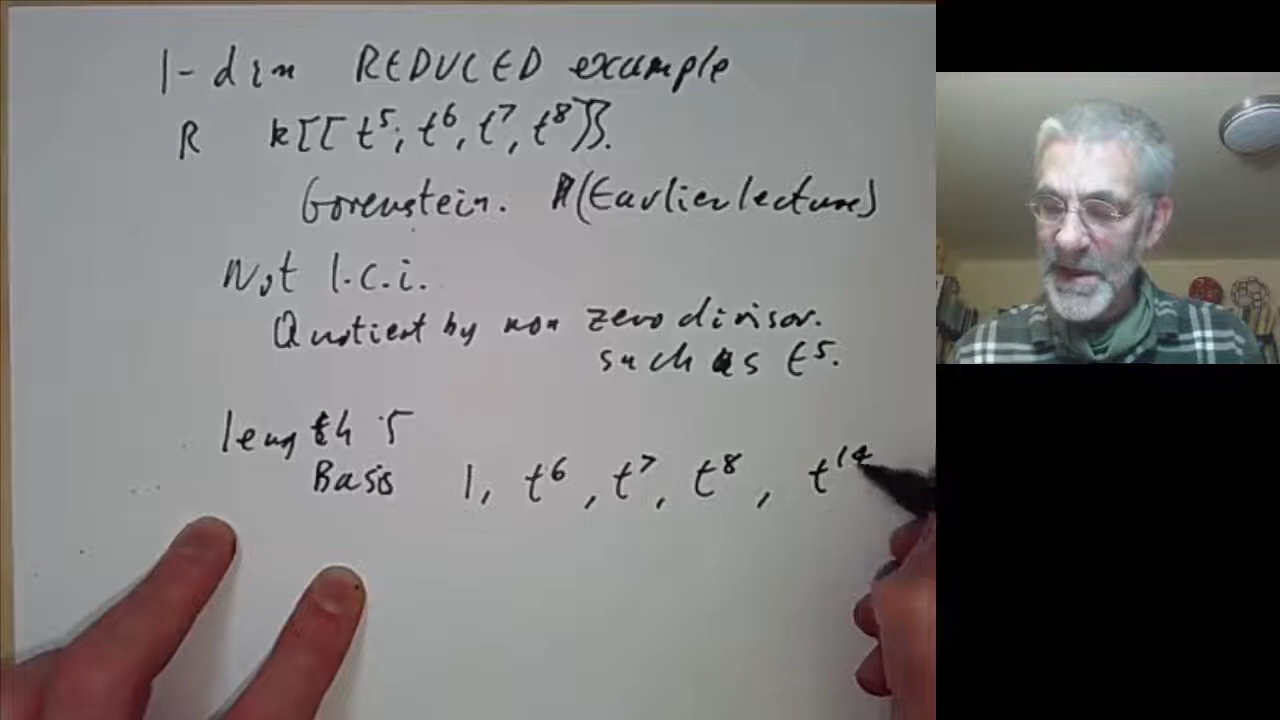 1-dim REDUCED example
R k[[t⁵, t⁶, t⁷, t⁸]].
Gorenstein. (Earlier lecture)
Not l.c.i.
Quotient by non zero divisor.
such as t⁵.
length 5
Basis 1, t⁶, t⁷, t⁸, t¹⁴